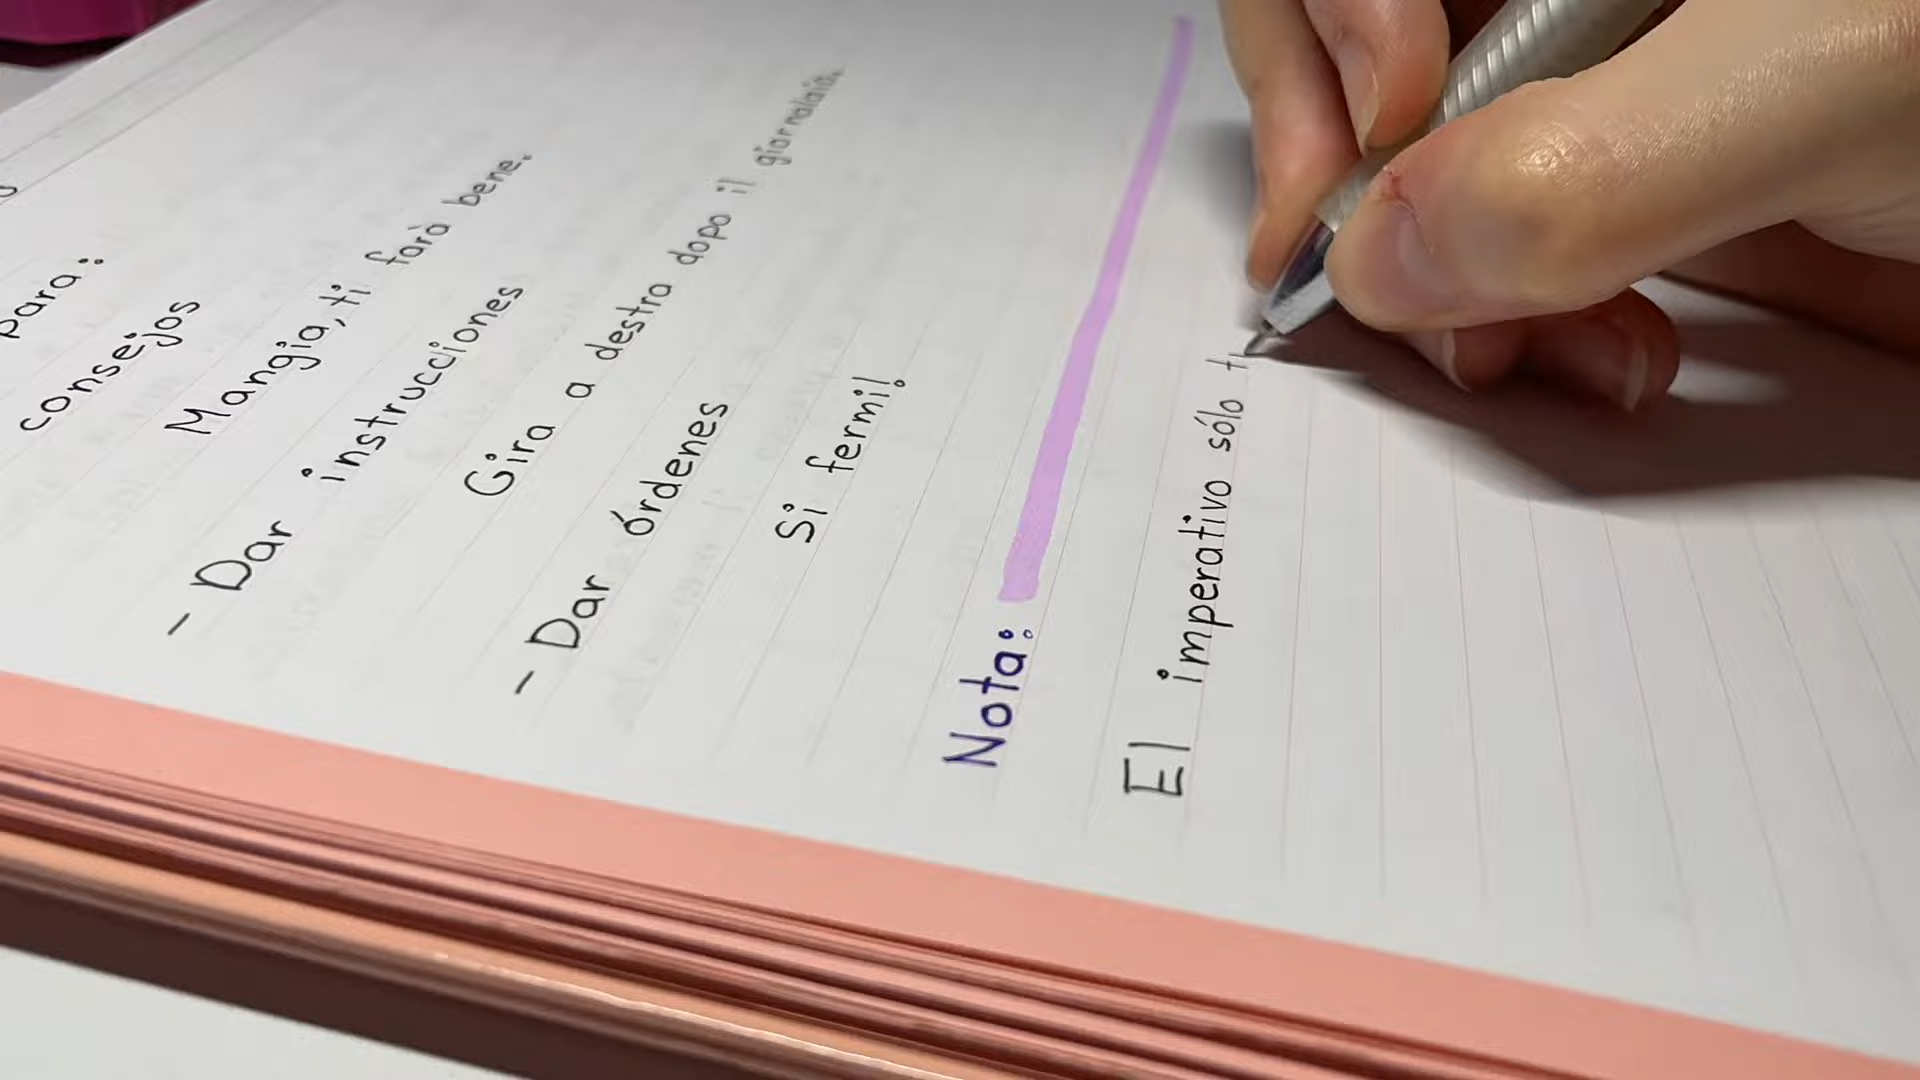 para:
consejos
Mangia, ti farà bene.
- Dar instrucciones
Gira a destra dopo il giornalaio.
- Dar órdenes
Si fermi!
Nota:
El imperativo sólo t